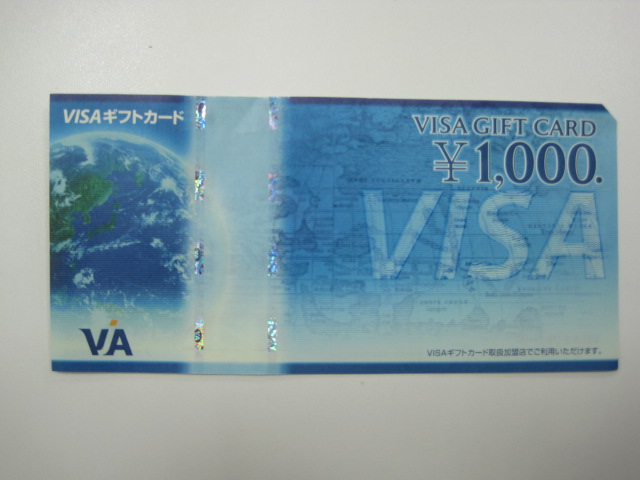 VISAギフトカード
VISA GIFT CARD
¥1,000.
VISA
VJA
VISAギフトカード取扱加盟店でご利用いただけます。